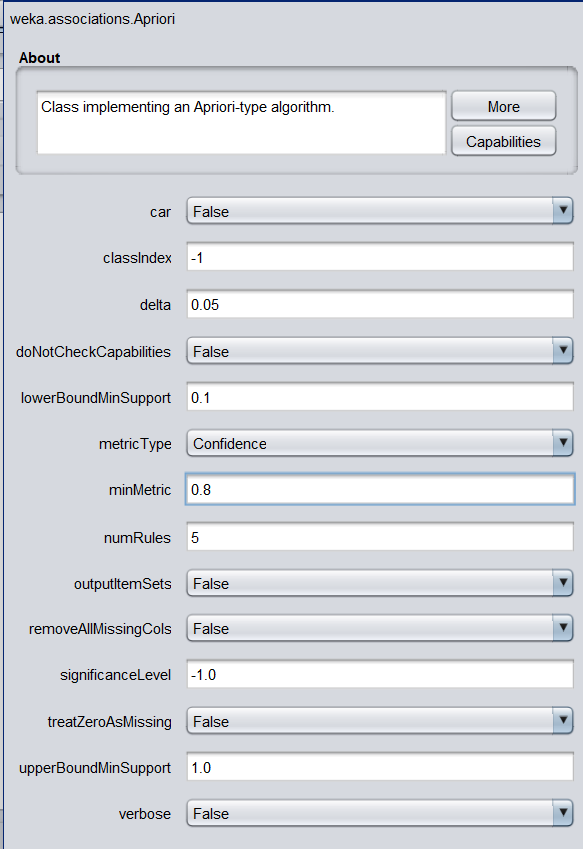 weka.associations.Apriori
About
Class implementing an Apriori-type algorithm.
More
Capabilities
car False
classIndex -1
delta 0.05
doNotCheckCapabilities False
lowerBoundMinSupport 0.1
metricType Confidence
minMetric 0.8
numRules 5
outputItemSets False
removeAllMissingCols False
significanceLevel -1.0
treatZeroAsMissing False
upperBoundMinSupport 1.0
verbose False